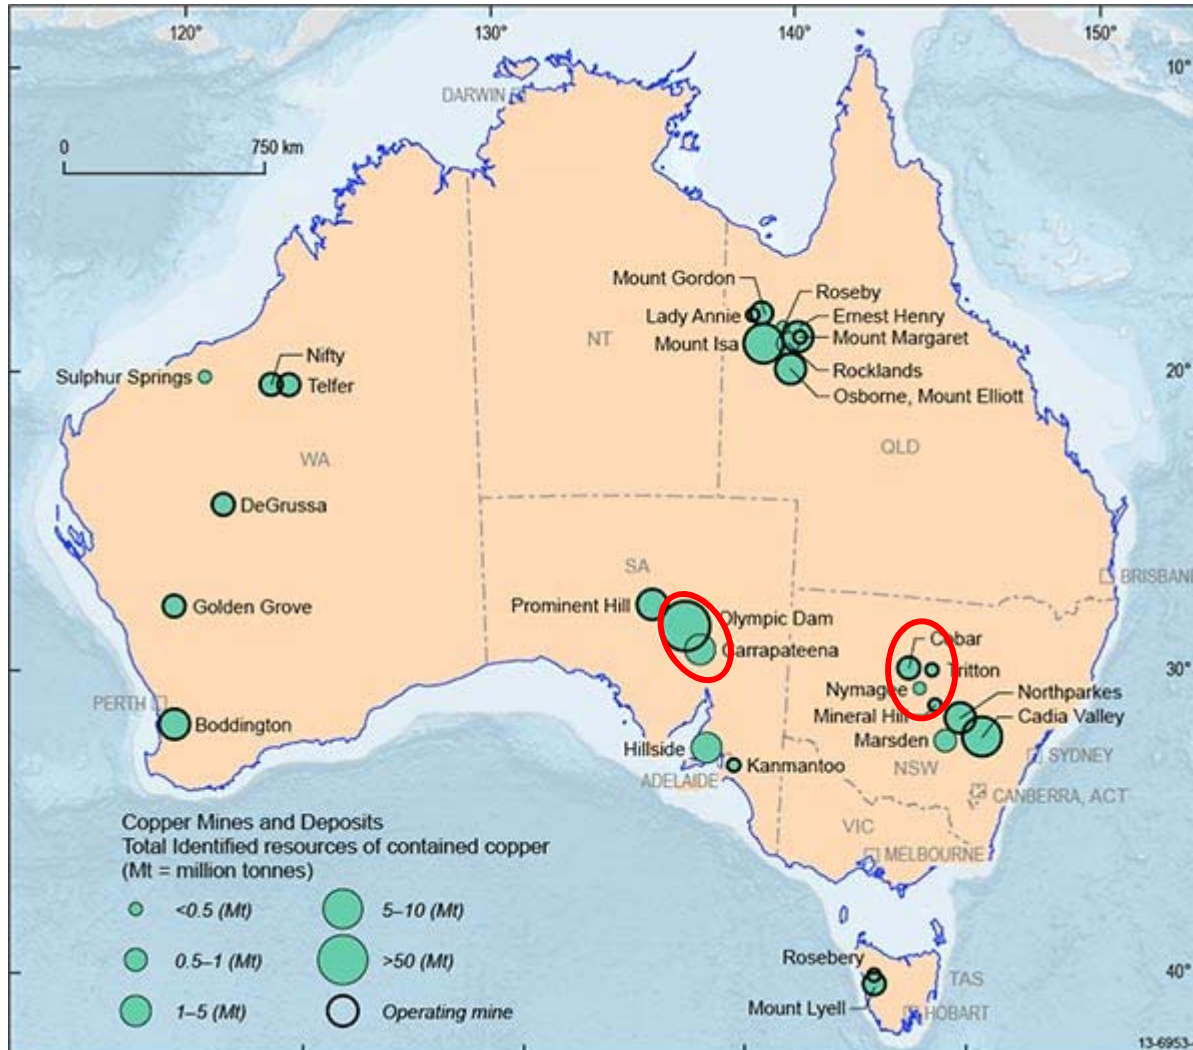 120°
130°
140°
150°
10°
DARWIN
0
750 km
Mount Gordon
Roseby
Lady Annie
Ernest Henry
Mount Isa
Mount Margaret
NT
Rocklands
Osborne, Mount Elliott
Nifty
Sulphur Springs
Telfer
20°
WA
QLD
DeGrussa
SA
BRISBANE
Prominent Hill
Olympic Dam
Golden Grove
Cobar
Carrapateena
Tritton
30°
Nymagee
Northparkes
PERTH
Mineral Hill
Cadia Valley
Boddington
Hillside
Marsden
SYDNEY
Kanmantoo
NSW
ADELAIDE
CANBERRA, ACT
VIC
MELBOURNE
Copper Mines and Deposits
Total Identified resources of contained copper
(Mt = million tonnes)
<0.5 (Mt)
5–10 (Mt)
0.5–1 (Mt)
>50 (Mt)
1–5 (Mt)
Operating mine
Rosebery
TAS
40°
Mount Lyell
HOBART
13-6953-